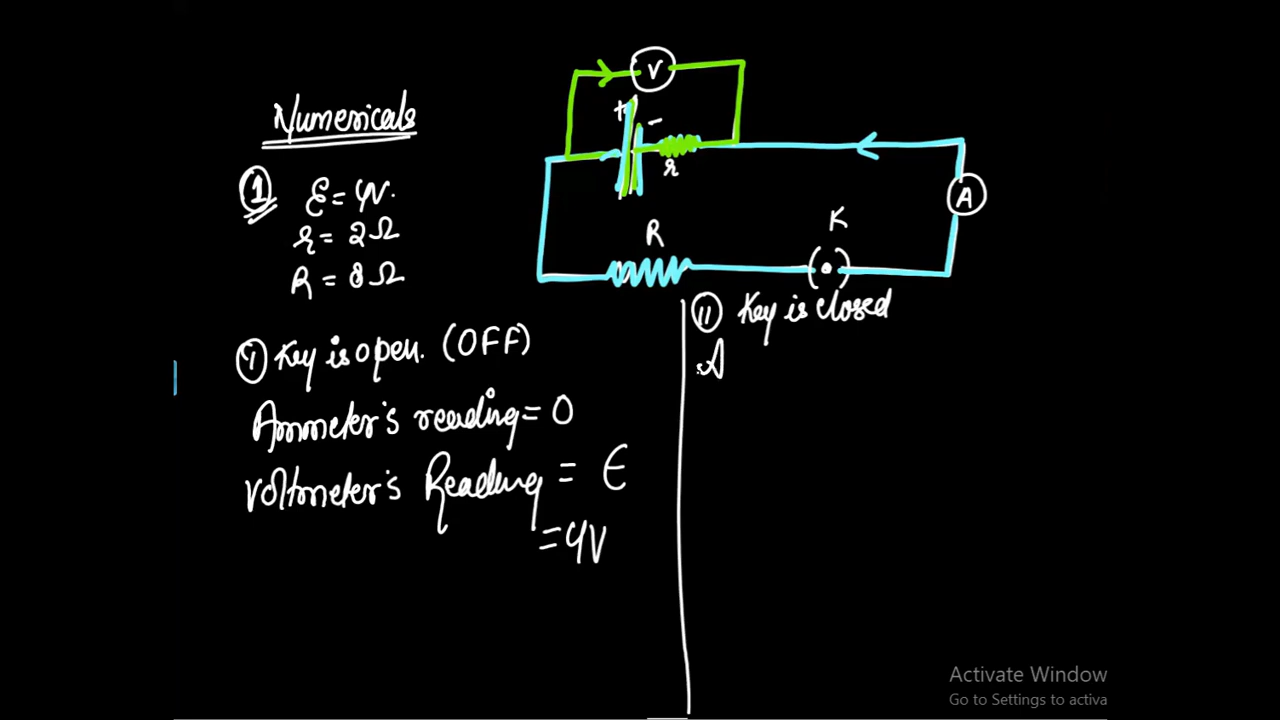 V
+
-
r
A
R
K
Numericals
1
ε = 4V.
r = 2Ω
R = 8Ω
I Key is open. (OFF)
Ammeter's reading = 0
Voltmeter's Reading = ε
= 4V
II Key is closed
A
Activate Window
Go to Settings to activa